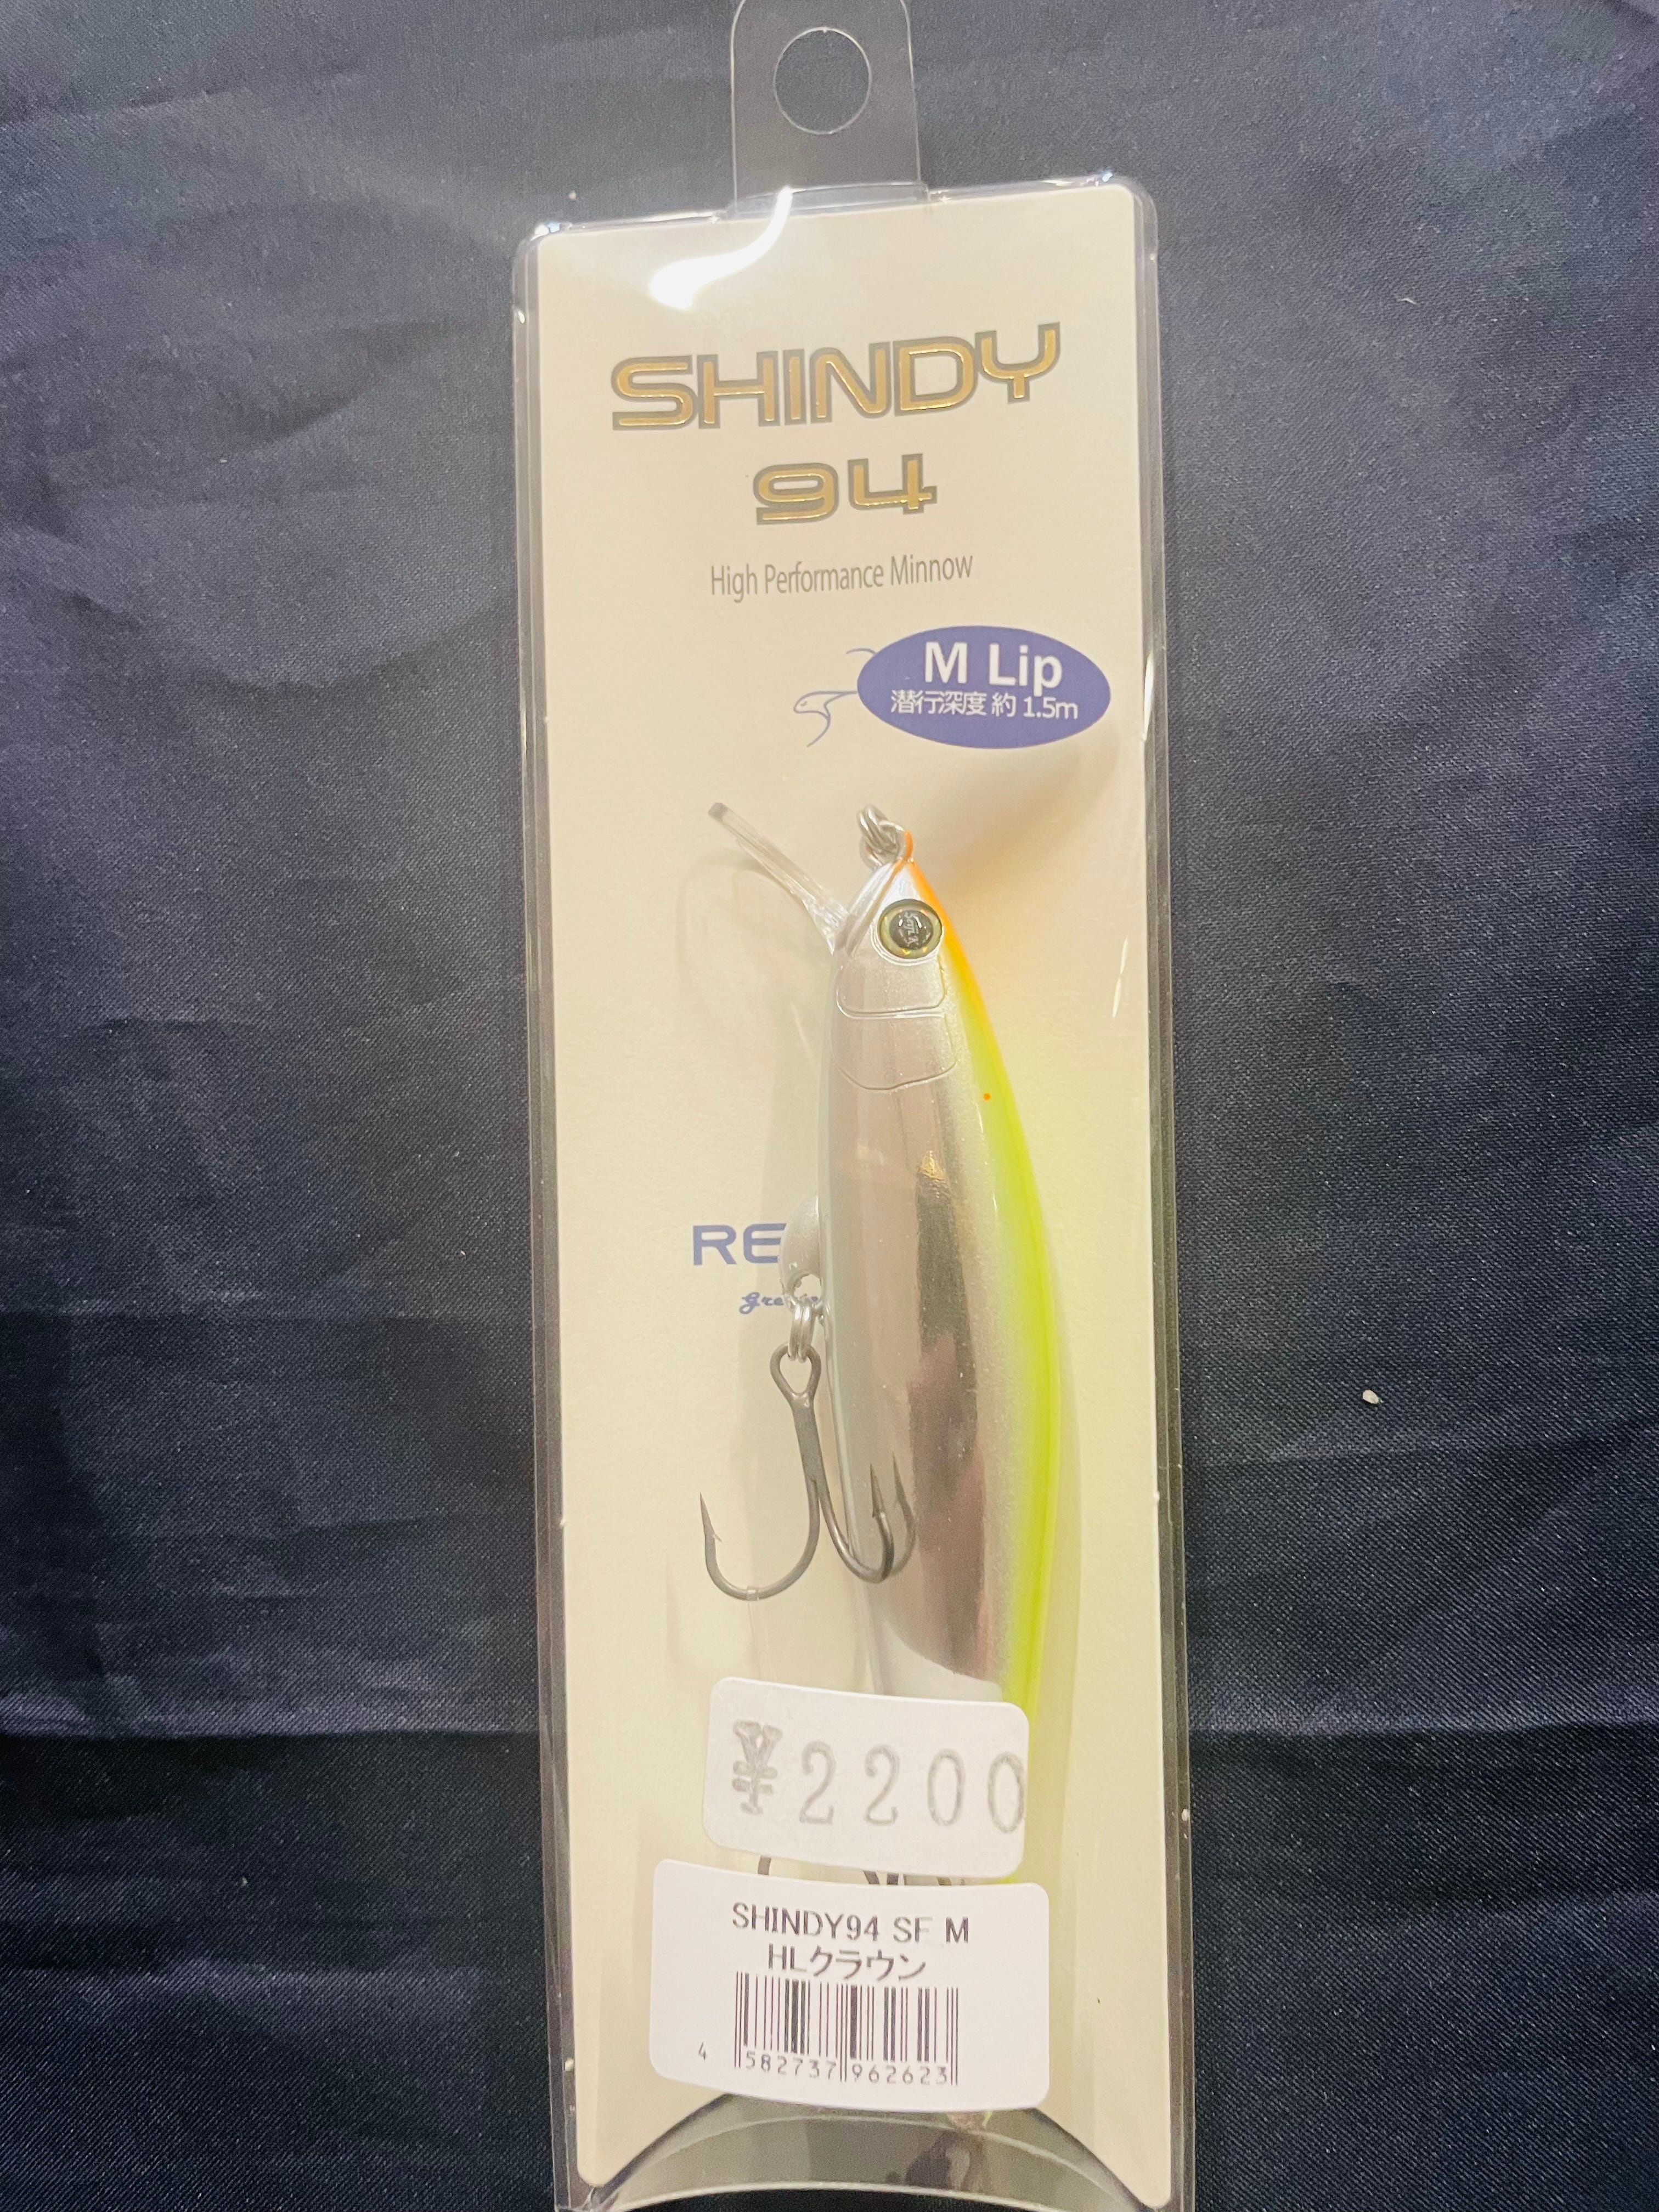 SHINDY
94
High Performance Minnow
M Lip
潜行深度 約 1.5m
RE
¥2200
SHINDY94 SF M
HLクラウン
4 582737 962623